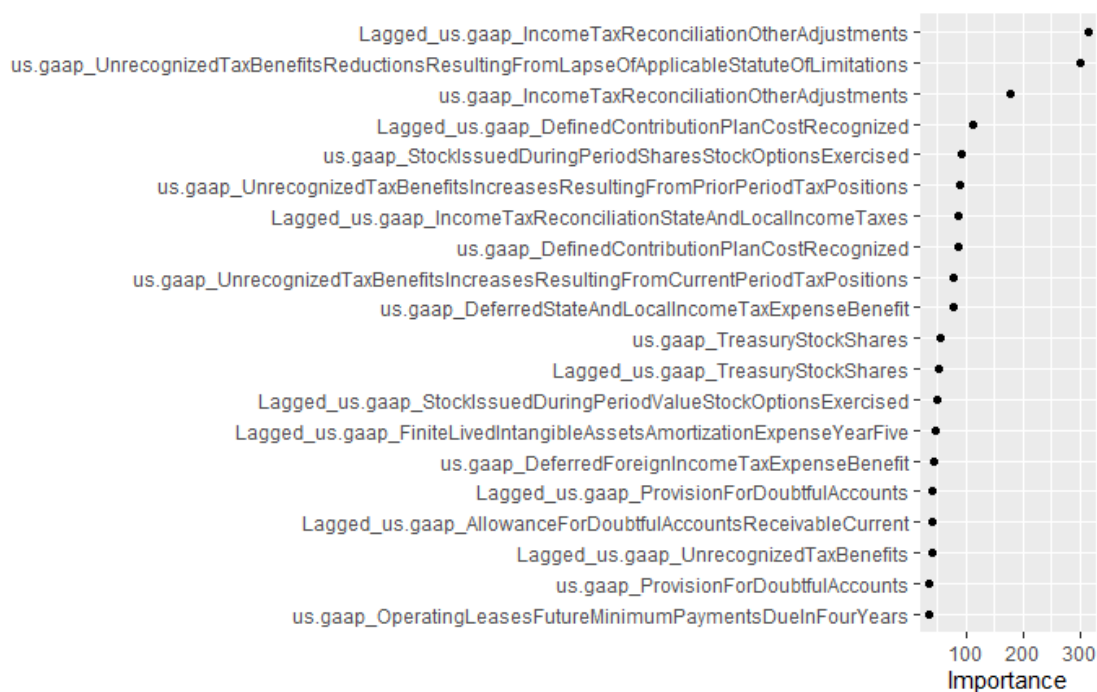 Lagged_us.gaap_IncomeTaxReconciliationOtherAdjustments
us.gaap_UnrecognizedTaxBenefitsReductionsResultingFromLapseOfApplicableStatuteOfLimitations
us.gaap_IncomeTaxReconciliationOtherAdjustments
Lagged_us.gaap_DefinedContributionPlanCostRecognized
us.gaap_StockIssuedDuringPeriodSharesStockOptionsExercised
us.gaap_UnrecognizedTaxBenefitsIncreasesResultingFromPriorPeriodTaxPositions
Lagged_us.gaap_IncomeTaxReconciliationStateAndLocalIncomeTaxes
us.gaap_DefinedContributionPlanCostRecognized
us.gaap_UnrecognizedTaxBenefitsIncreasesResultingFromCurrentPeriodTaxPositions
us.gaap_DeferredStateAndLocalIncomeTaxExpenseBenefit
us.gaap_TreasuryStockShares
Lagged_us.gaap_TreasuryStockShares
Lagged_us.gaap_StockIssuedDuringPeriodValueStockOptionsExercised
Lagged_us.gaap_FiniteLivedIntangibleAssetsAmortizationExpenseYearFive
us.gaap_DeferredForeignIncomeTaxExpenseBenefit
Lagged_us.gaap_ProvisionForDoubtfulAccounts
Lagged_us.gaap_AllowanceForDoubtfulAccountsReceivableCurrent
Lagged_us.gaap_UnrecognizedTaxBenefits
us.gaap_ProvisionForDoubtfulAccounts
us.gaap_OperatingLeasesFutureMinimumPaymentsDueInFourYears
100 200 300
Importance